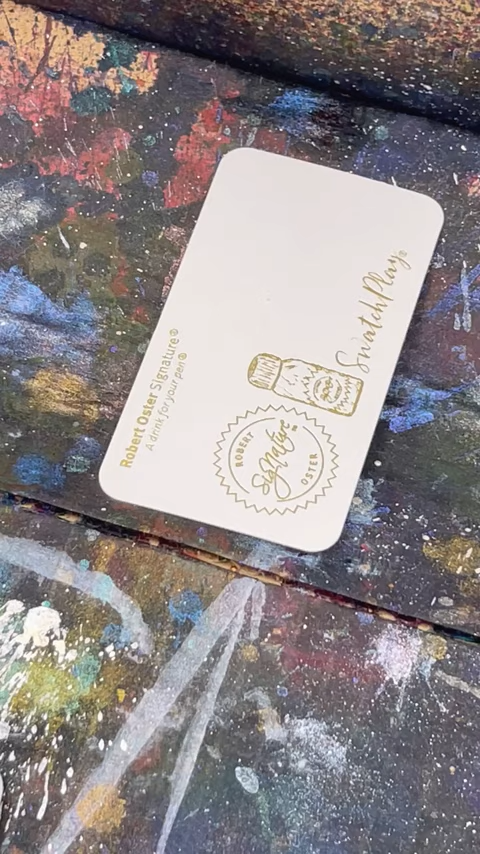 Robert Oster Signature®
A drink for your pen®
SwatchPlay®
ROBERT
Signature
OSTER